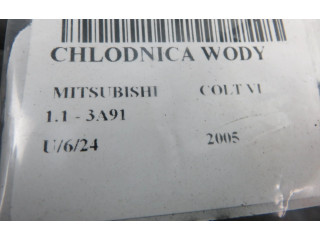 CHLODNICA WODY
MITSUBISHI COLT VI
1.1 - 3A91
U/6/24 2005